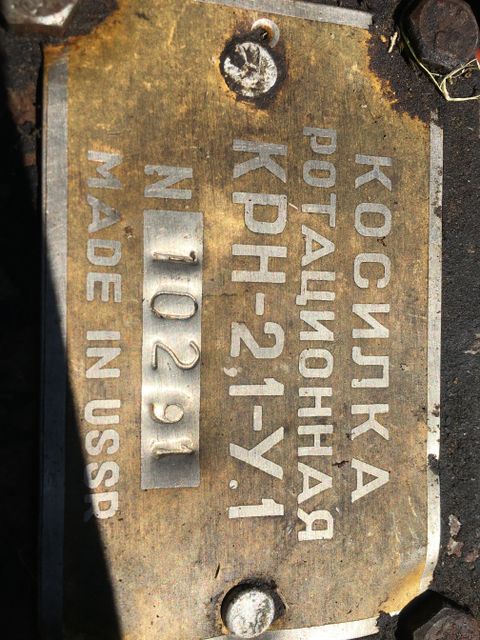 КОСИЛКА
РОТАЦИОННАЯ
КРН-2,1-У.1
N 10291
MADE IN USSR